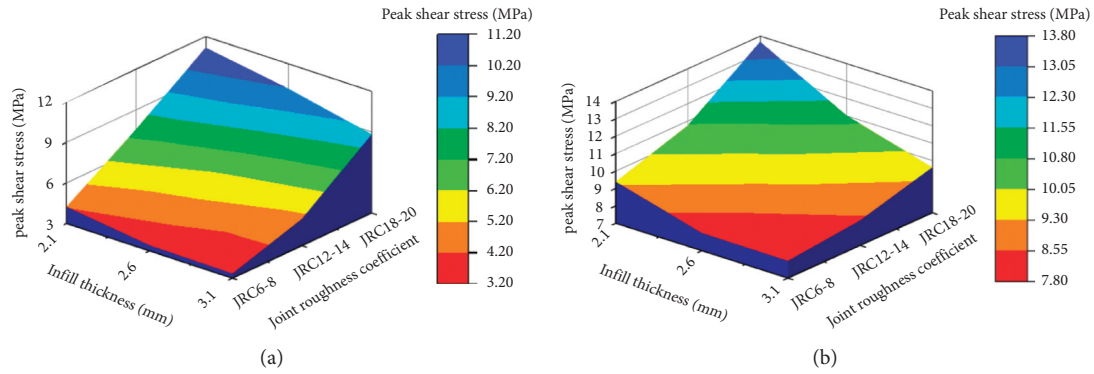 Peak shear stress (MPa)
11.20
10.20
9.20
8.20
7.20
6.20
5.20
4.20
3.20
peak shear stress (MPa)
12
9
6
3
2.1
2.6
3.1
Infill thickness (mm)
JRC6-8
JRC12-14
JRC18-20
Joint roughness coefficient
(a)
Peak shear stress (MPa)
13.80
13.05
12.30
11.55
10.80
10.05
9.30
8.55
7.80
peak shear stress (MPa)
14
13
12
11
10
9
8
7
2.1
2.6
3.1
Infill thickness (mm)
JRC6-8
JRC12-14
JRC18-20
Joint roughness coefficient
(b)